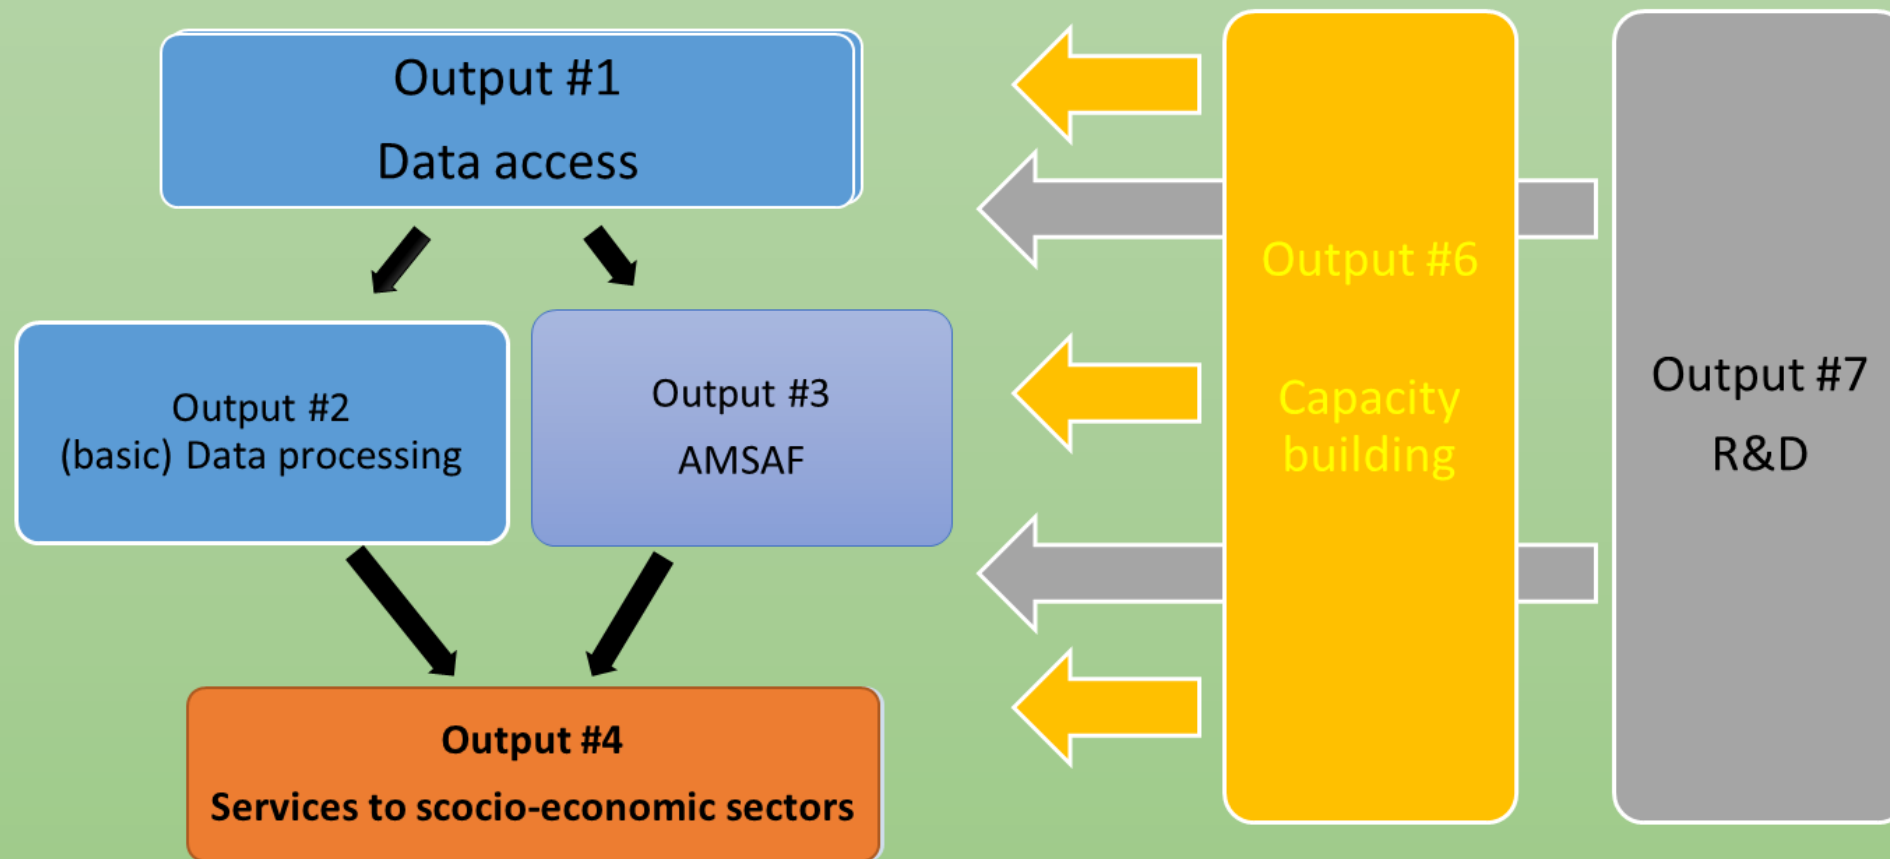 Output #1
Data access
Output #2
(basic) Data processing
Output #3
AMSAF
Output #4
Services to scocio-economic sectors
Output #6
Capacity
building
Output #7
R&D